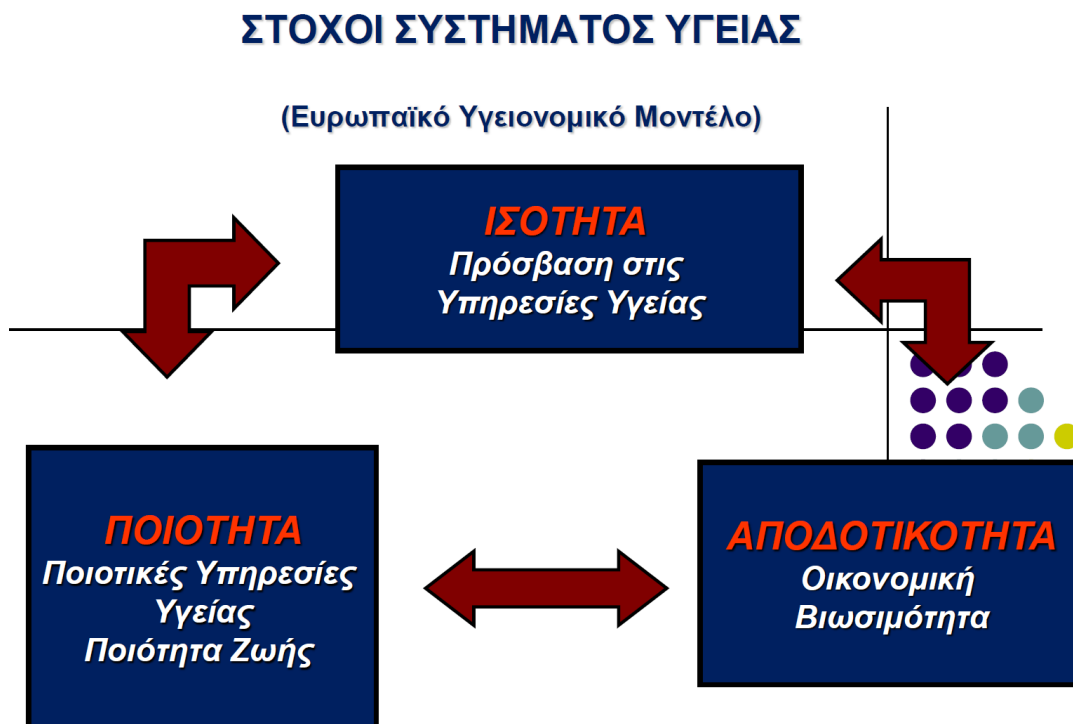 ΣΤΟΧΟΙ ΣΥΣΤΗΜΑΤΟΣ ΥΓΕΙΑΣ
(Ευρωπαϊκό Υγειονομικό Μοντέλο)
ΙΣΟΤΗΤΑ
Πρόσβαση στις
Υπηρεσίες Υγείας
ΠΟΙΟΤΗΤΑ
Ποιοτικές Υπηρεσίες
Υγείας
Ποιότητα Ζωής
ΑΠΟΔΟΤΙΚΟΤΗΤΑ
Οικονομική
Βιωσιμότητα